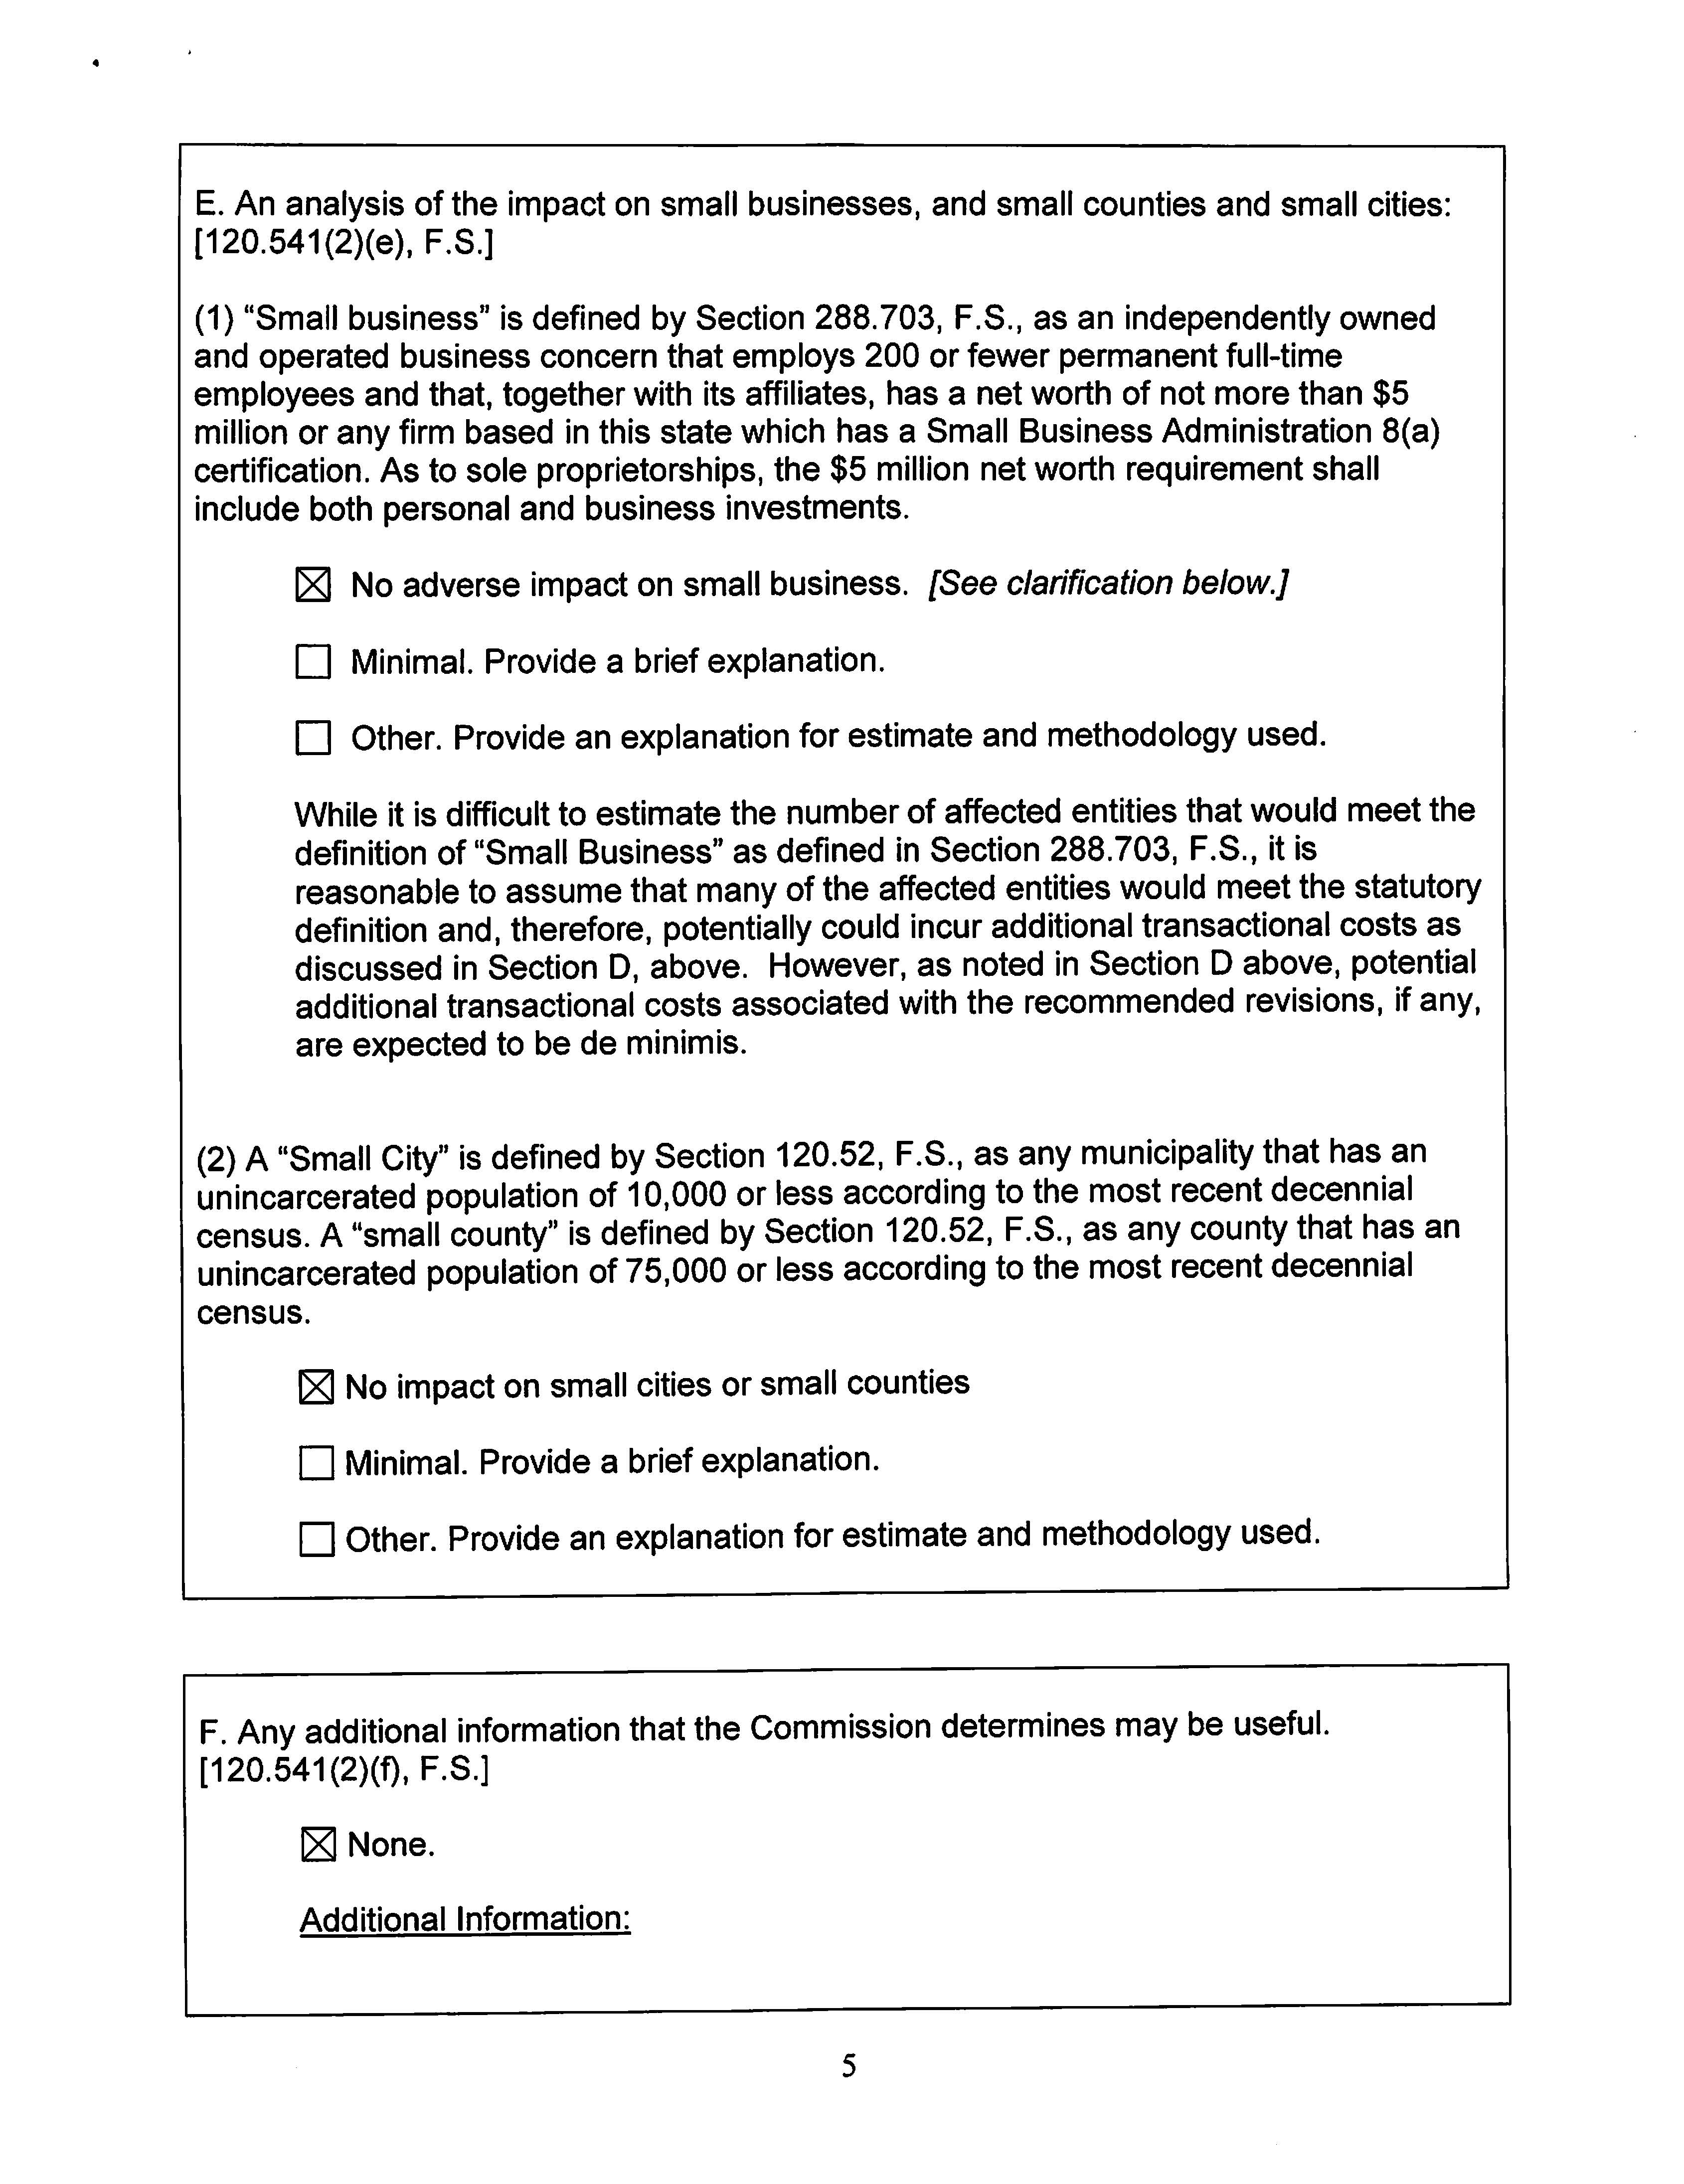 E. An analysis of the impact on small businesses, and small counties and small cities:
[120.541(2)(e), F.S.]
(1) “Small business” is defined by Section 288.703, F.S., as an independently owned
and operated business concern that employs 200 or fewer permanent full-time
employees and that, together with its affiliates, has a net worth of not more than $5
million or any firm based in this state which has a Small Business Administration 8(a)
certification. As to sole proprietorships, the $5 million net worth requirement shall
include both personal and business investments.
☒ No adverse impact on small business. [See clarification below.]
☐ Minimal. Provide a brief explanation.
☐ Other. Provide an explanation for estimate and methodology used.
While it is difficult to estimate the number of affected entities that would meet the
definition of “Small Business” as defined in Section 288.703, F.S., it is
reasonable to assume that many of the affected entities would meet the statutory
definition and, therefore, potentially could incur additional transactional costs as
discussed in Section D, above. However, as noted in Section D above, potential
additional transactional costs associated with the recommended revisions, if any,
are expected to be de minimis.
(2) A “Small City” is defined by Section 120.52, F.S., as any municipality that has an
unincarcerated population of 10,000 or less according to the most recent decennial
census. A “small county” is defined by Section 120.52, F.S., as any county that has an
unincarcerated population of 75,000 or less according to the most recent decennial
census.
☒ No impact on small cities or small counties
☐ Minimal. Provide a brief explanation.
☐ Other. Provide an explanation for estimate and methodology used.
F. Any additional information that the Commission determines may be useful.
[120.541(2)(f), F.S.]
☒ None.
Additional Information:
5